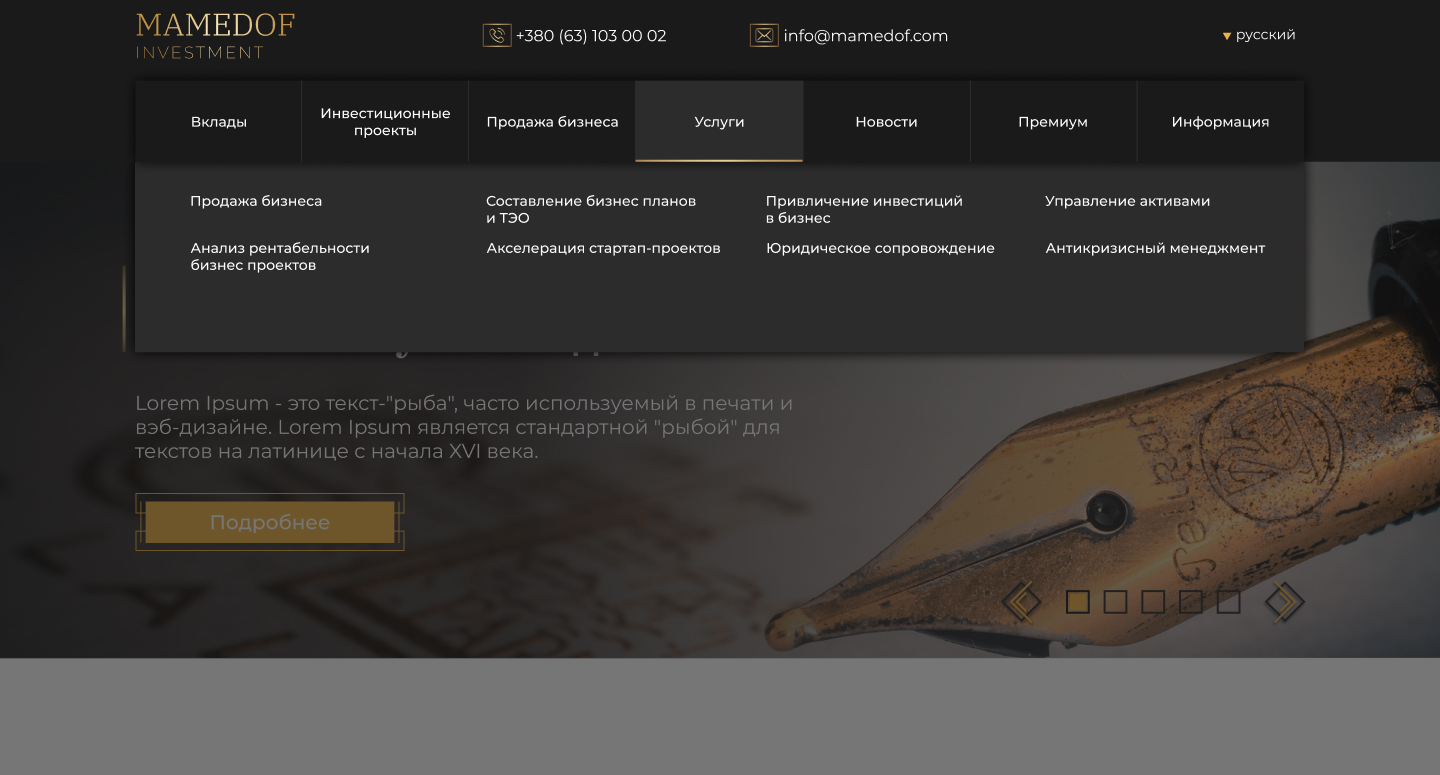 MAMEDOF
INVESTMENT
+380 (63) 103 00 02
info@mamedof.com
русский
Вклады
Инвестиционные
проекты
Продажа бизнеса
Услуги
Новости
Премиум
Информация
Продажа бизнеса
Составление бизнес планов
и ТЭО
Привличение инвестиций
в бизнес
Управление активами
Анализ рентабельности
бизнес проектов
Акселерация стартап-проектов
Юридическое сопровождение
Антикризисный менеджмент
Lorem Ipsum - это текст-"рыба", часто используемый в печати и
вэб-дизайне. Lorem Ipsum является стандартной "рыбой" для
текстов на латинице с начала XVI века.
Подробнее